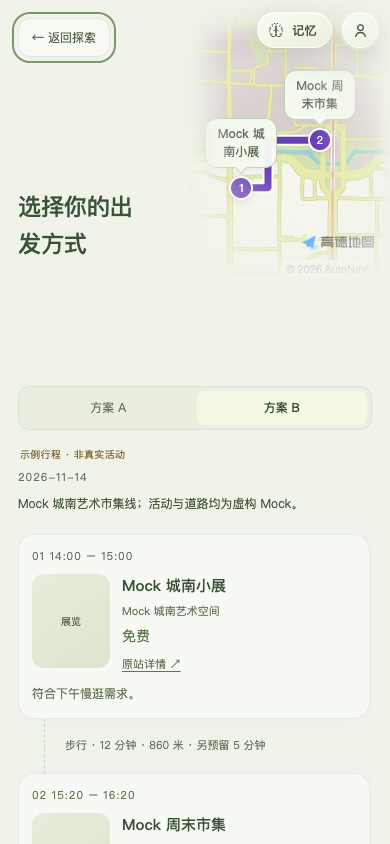 ← 返回探索
记忆
Mock 周
末市集
2
Mock 城
南小展
1
选择你的出
发方式
高德地图
© 2026 AutoNavi
方案 A
方案 B
示例行程 · 非真实活动
2026-11-14
Mock 城南艺术市集线；活动与道路均为虚构 Mock。
01 14:00 — 15:00
展览
Mock 城南小展
Mock 城南艺术空间
免费
原站详情 ↗
符合下午慢逛需求。
步行 · 12 分钟 · 860 米 · 另预留 5 分钟
02 15:20 — 16:20
Mock 周末市集